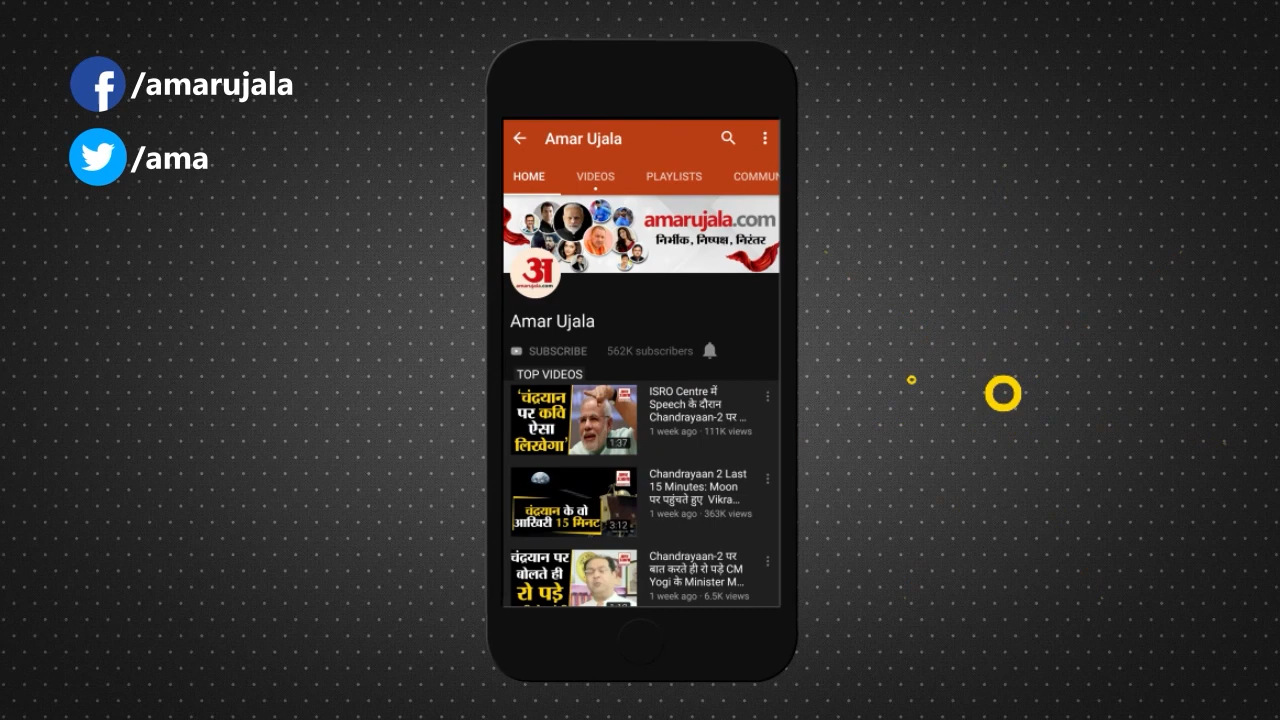 /amarujala
/ama
Amar Ujala
HOME VIDEOS PLAYLISTS COMMUN
amarujala.com
निर्भीक, निष्पक्ष, निरंतर
अ
amarujala.com
Amar Ujala
SUBSCRIBE 562K subscribers
TOP VIDEOS
'चंद्रयान
पर कवि
ऐसा
लिखेगा'
1:37
ISRO Centre में
Speech के दौरान
Chandrayaan-2 पर ...
1 week ago · 111K views
चंद्रयान के वो
आखिरी 15 मिनट
3:12
Chandrayaan 2 Last
15 Minutes: Moon
पर पहुंचते हुए Vikra...
1 week ago · 363K views
चंद्रयान पर
बोलते ही
रो पड़े
Chandrayaan-2 पर
बात करते ही रो पड़े CM
Yogi के Minister M...
1 week ago · 6.5K views